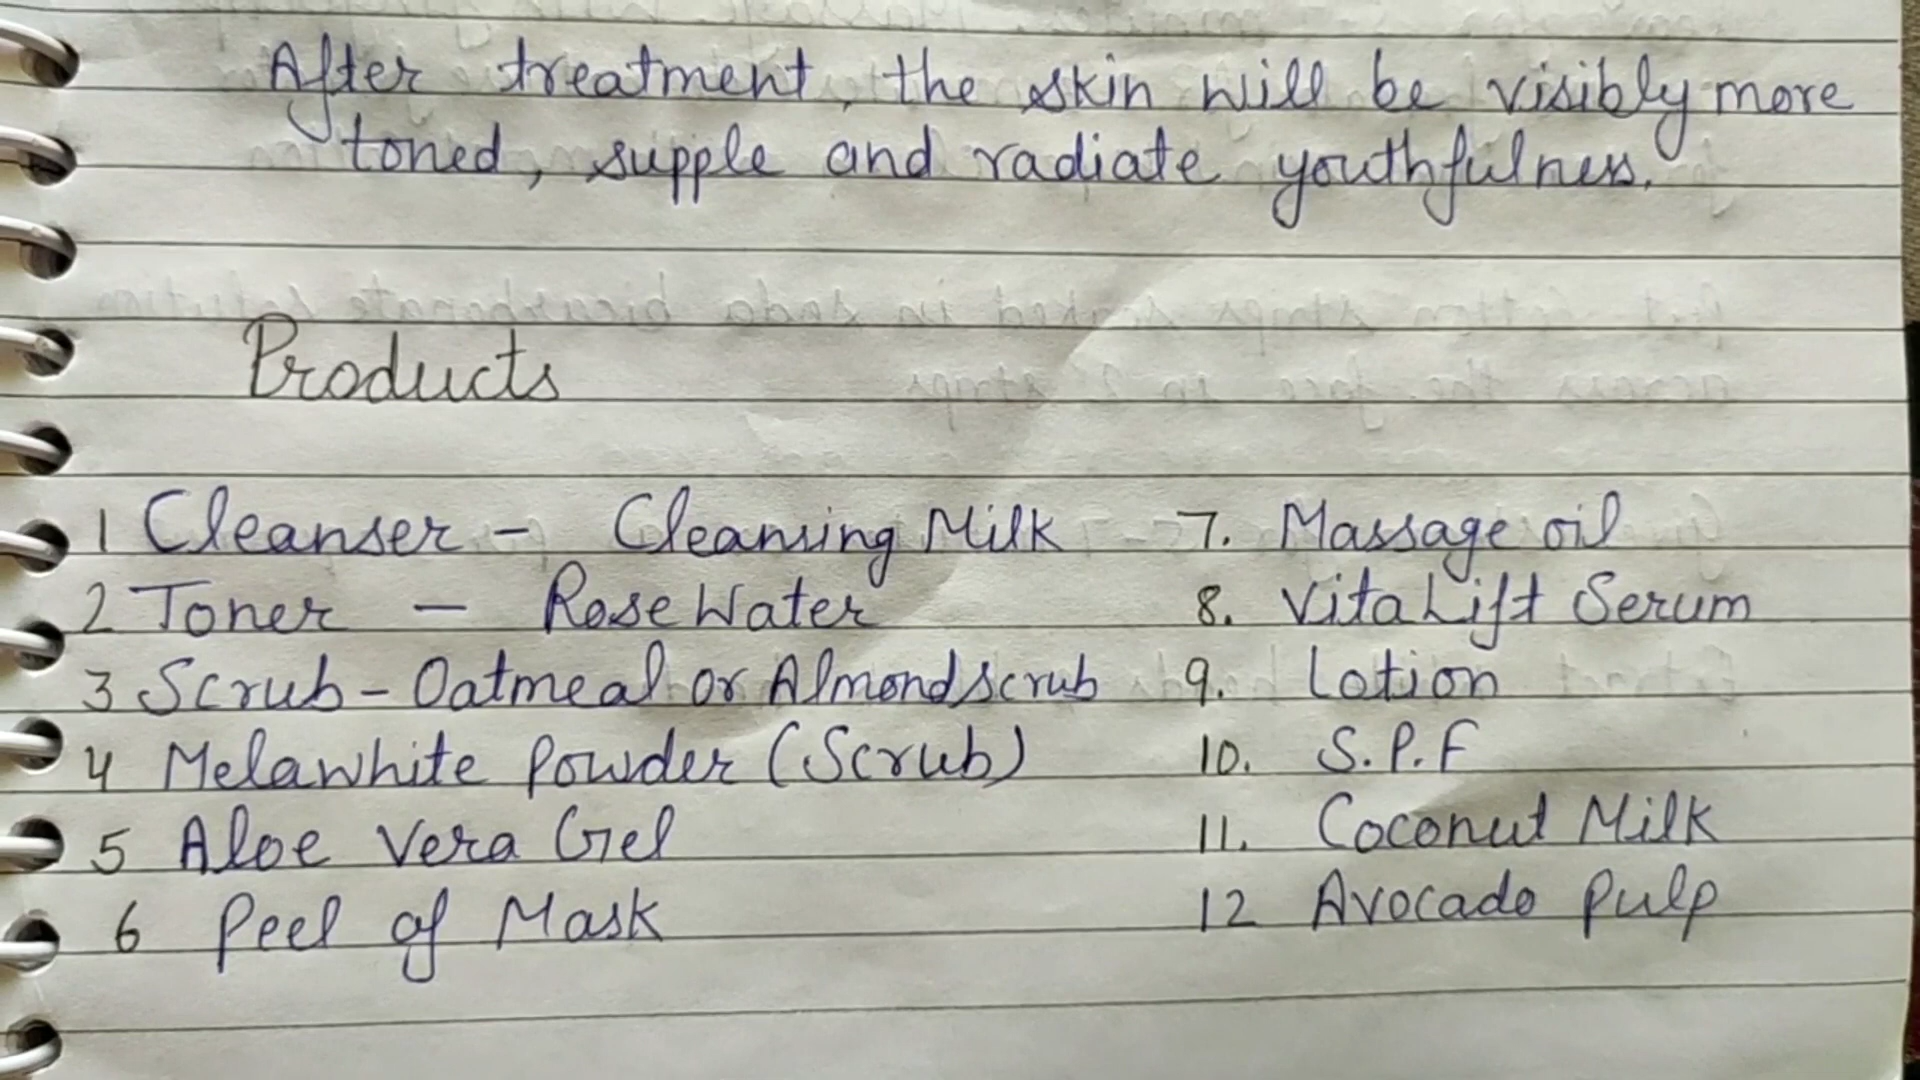 After treatment, the skin will be visibly more
toned, supple and radiate youthfulness.
Products
1 Cleanser - Cleansing Milk
2 Toner - Rose Water
3 Scrub - Oatmeal or Almond scrub
4 Melawhite Powder (Scrub)
5 Aloe Vera Gel
6 Peel of Mask
7. Massage oil
8. Vita Lift Serum
9. Lotion
10. S.P.F
11. Coconut Milk
12 Avocado Pulp